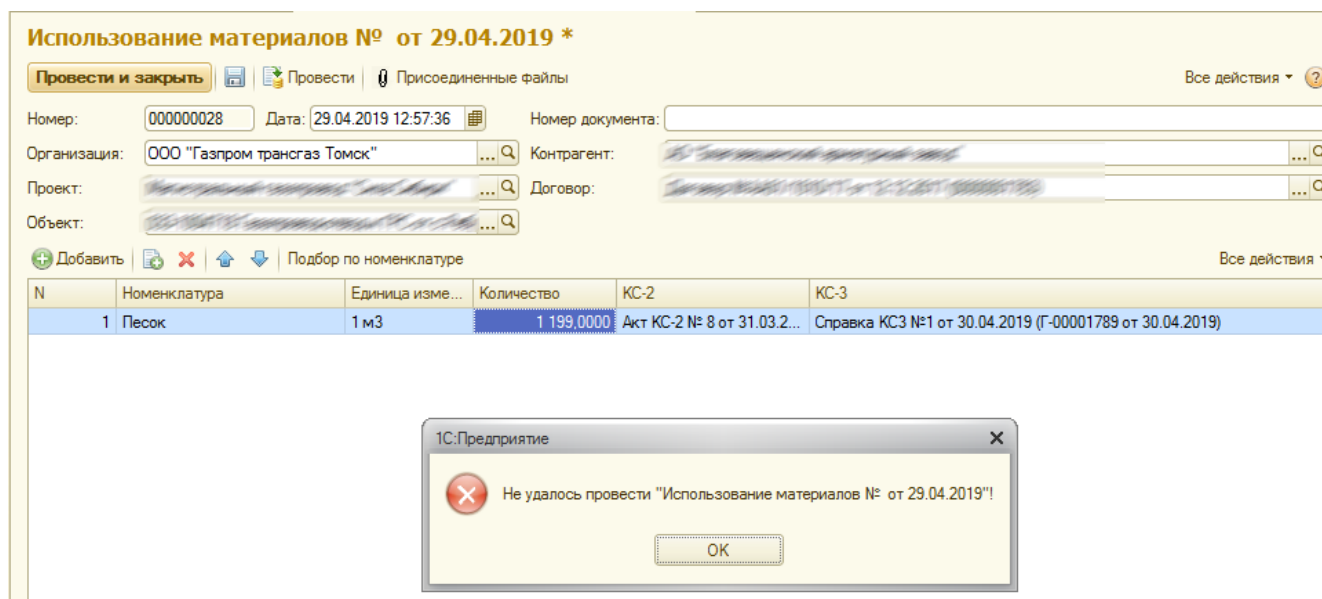 Использование материалов № от 29.04.2019 *
Провести и закрыть Провести Присоединенные файлы Все действия ?
Номер: 000000028 Дата: 29.04.2019 12:57:36 Номер документа:
Организация: ООО "Газпром трансгаз Томск" ... Контрагент: ...
Проект: ... Договор: ...
Объект: ...
Добавить Подбор по номенклатуре Все действия
N Номенклатура Единица изме... Количество КС-2 КС-3
1 Песок 1 м3 1 199,0000 Акт КС-2 № 8 от 31.03.2... Справка КС3 №1 от 30.04.2019 (Г-00001789 от 30.04.2019)
1С:Предприятие
Не удалось провести "Использование материалов № от 29.04.2019"!
OK